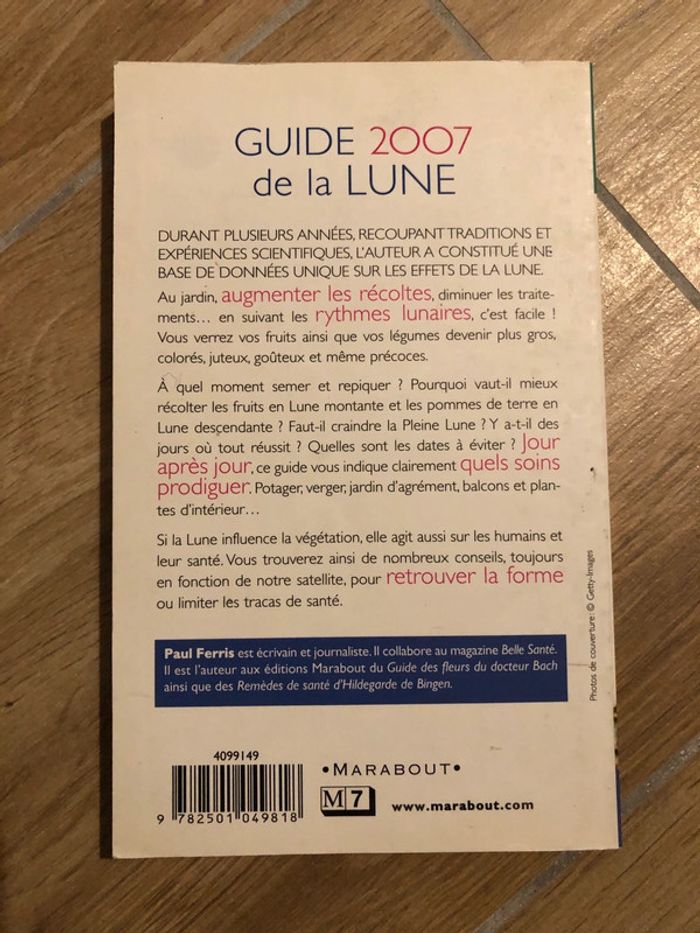 GUIDE 2007
de la LUNE
DURANT PLUSIEURS ANNÉES, RECOUPANT TRADITIONS ET
EXPÉRIENCES SCIENTIFIQUES, L'AUTEUR A CONSTITUÉ UNE
BASE DE DONNÉES UNIQUE SUR LES EFFETS DE LA LUNE.
Au jardin, augmenter les récoltes, diminuer les traite-
ments... en suivant les rythmes lunaires, c'est facile !
Vous verrez vos fruits ainsi que vos légumes devenir plus gros,
colorés, juteux, goûteux et même précoces.
À quel moment semer et repiquer ? Pourquoi vaut-il mieux
récolter les fruits en Lune montante et les pommes de terre en
Lune descendante ? Faut-il craindre la Pleine Lune ? Y a-t-il des
jours où tout réussit ? Quelles sont les dates à éviter ? Jour
après jour, ce guide vous indique clairement quels soins
prodiguer. Potager, verger, jardin d'agrément, balcons et plan-
tes d'intérieur...
Si la Lune influence la végétation, elle agit aussi sur les humains et
leur santé. Vous trouverez ainsi de nombreux conseils, toujours
en fonction de notre satellite, pour retrouver la forme
ou limiter les tracas de santé.
Paul Ferris est écrivain et journaliste. Il collabore au magazine Belle Santé.
Il est l'auteur aux éditions Marabout du Guide des fleurs du docteur Bach
ainsi que des Remèdes de santé d'Hildegarde de Bingen.
Photos de couverture : © Getty-Images
4099149
9 782501 049818
• MARABOUT •
M 7
www.marabout.com